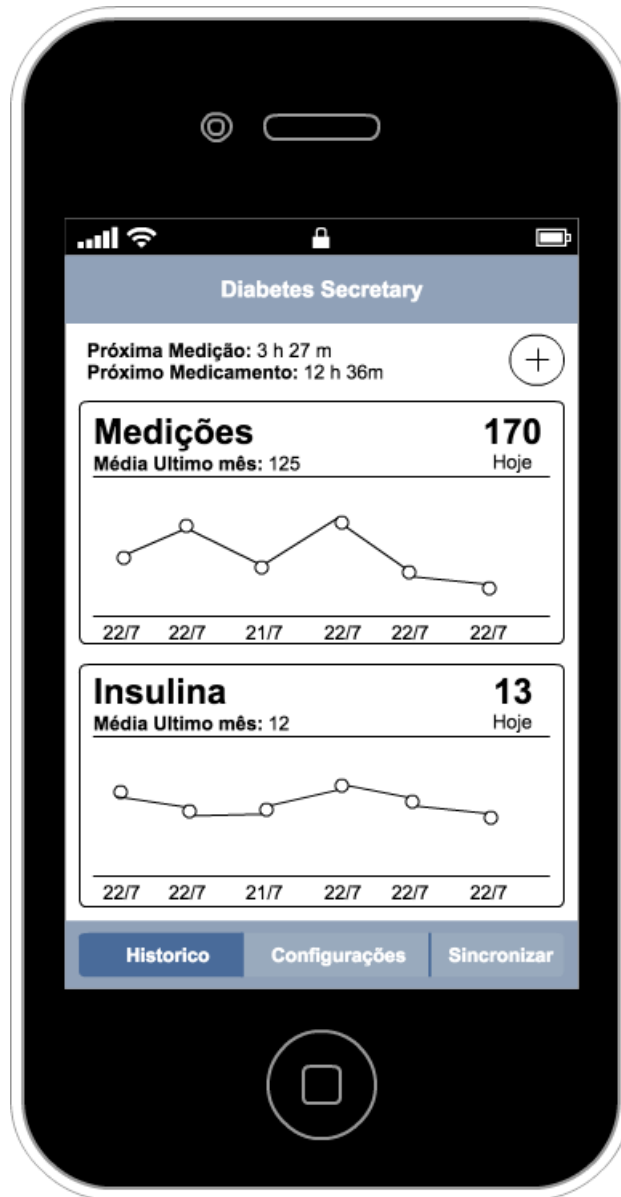 Diabetes Secretary
Próxima Medição: 3 h 27 m
Próximo Medicamento: 12 h 36m
Medições 170
Média Ultimo mês: 125 Hoje
22/7 22/7 21/7 22/7 22/7 22/7
Insulina 13
Média Ultimo mês: 12 Hoje
22/7 22/7 21/7 22/7 22/7 22/7
Historico Configurações Sincronizar